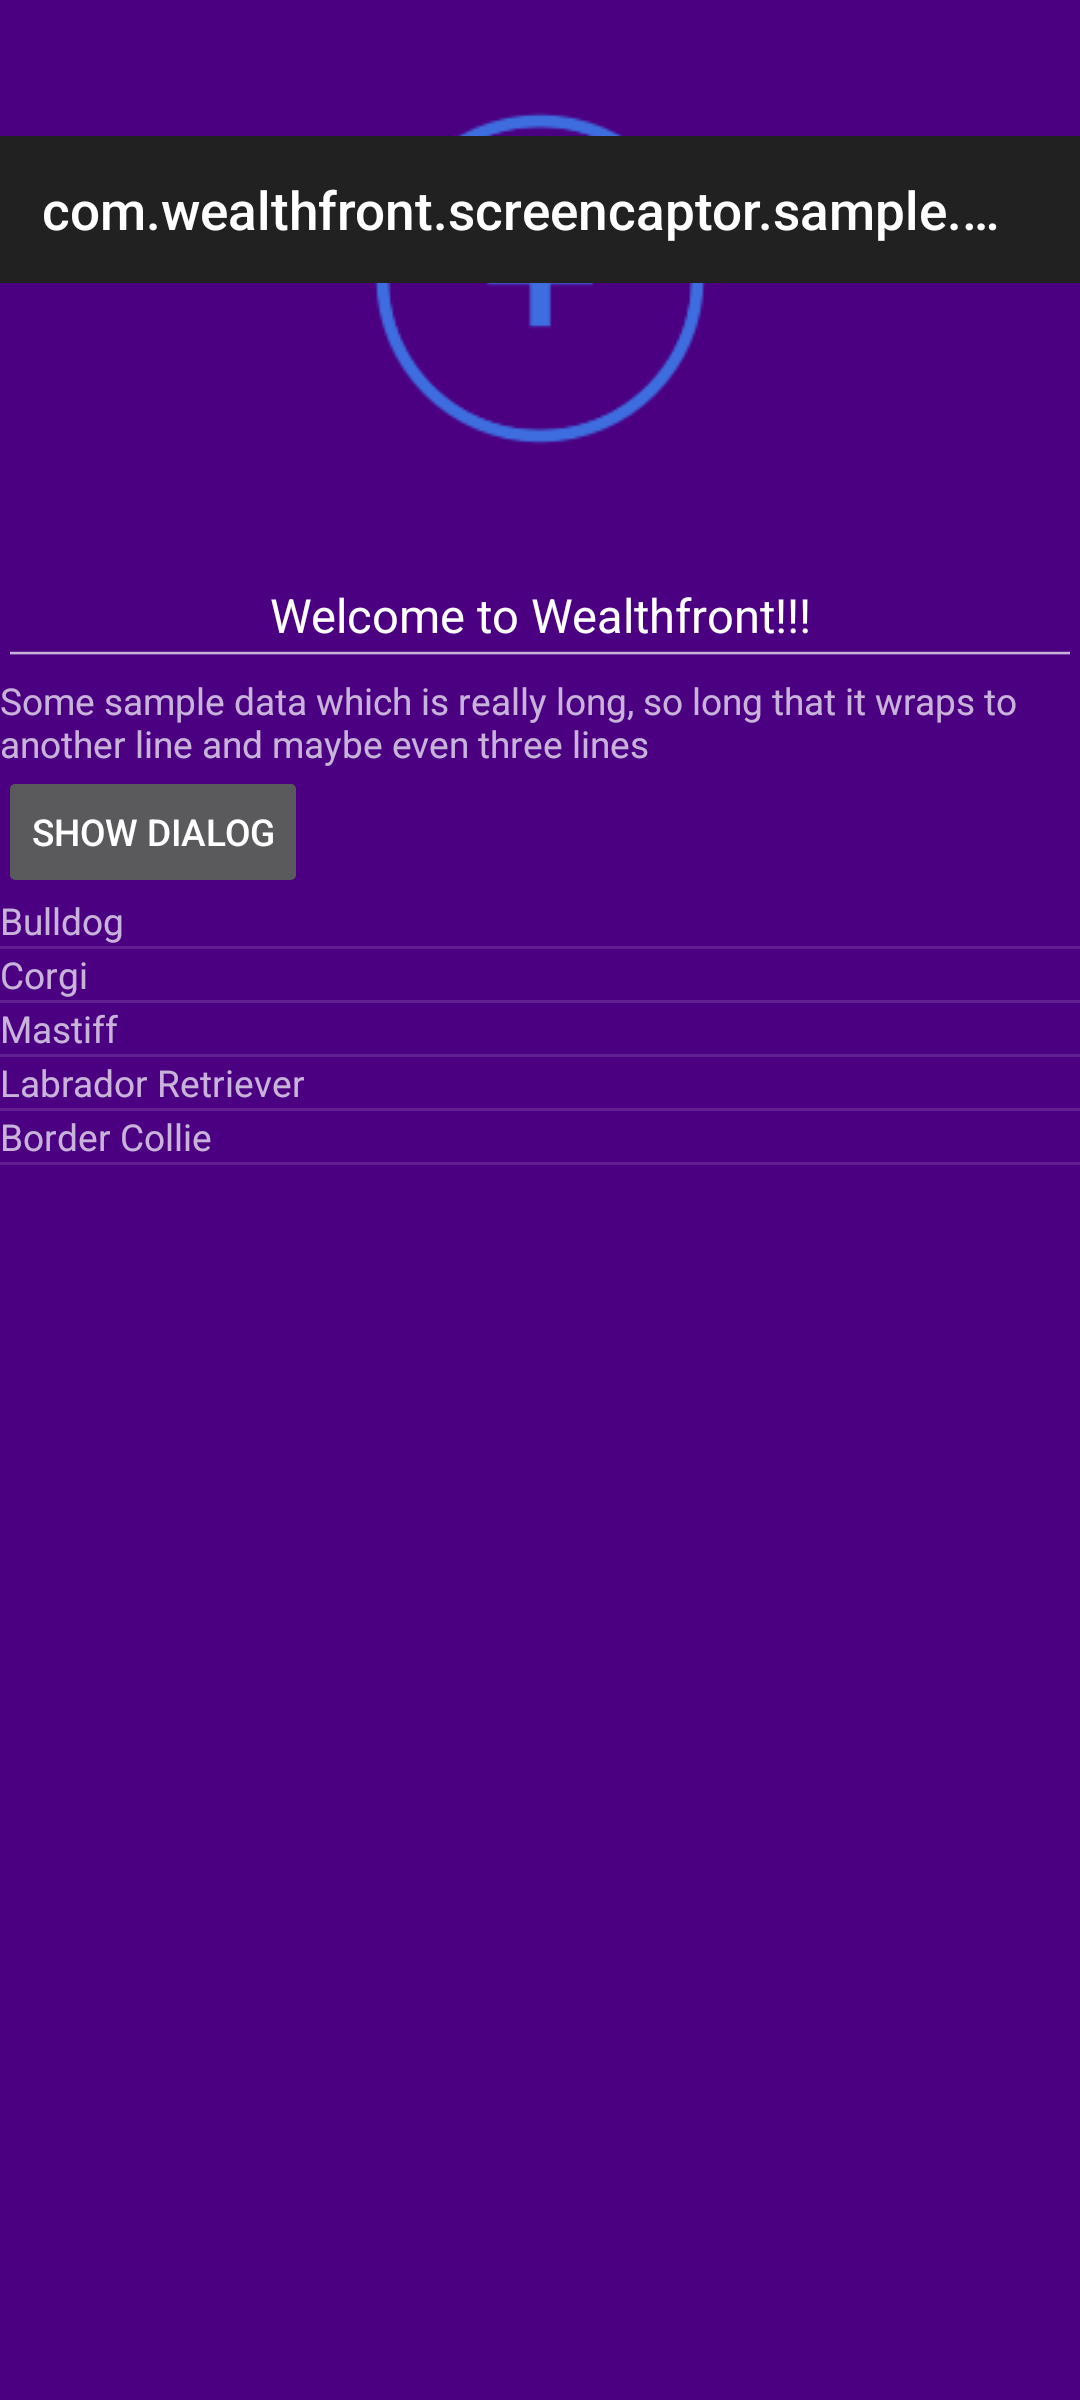 com.wealthfront.screencaptor.sample.…
Welcome to Wealthfront!!!
Some sample data which is really long, so long that it wraps to
another line and maybe even three lines
SHOW DIALOG
Bulldog
Corgi
Mastiff
Labrador Retriever
Border Collie